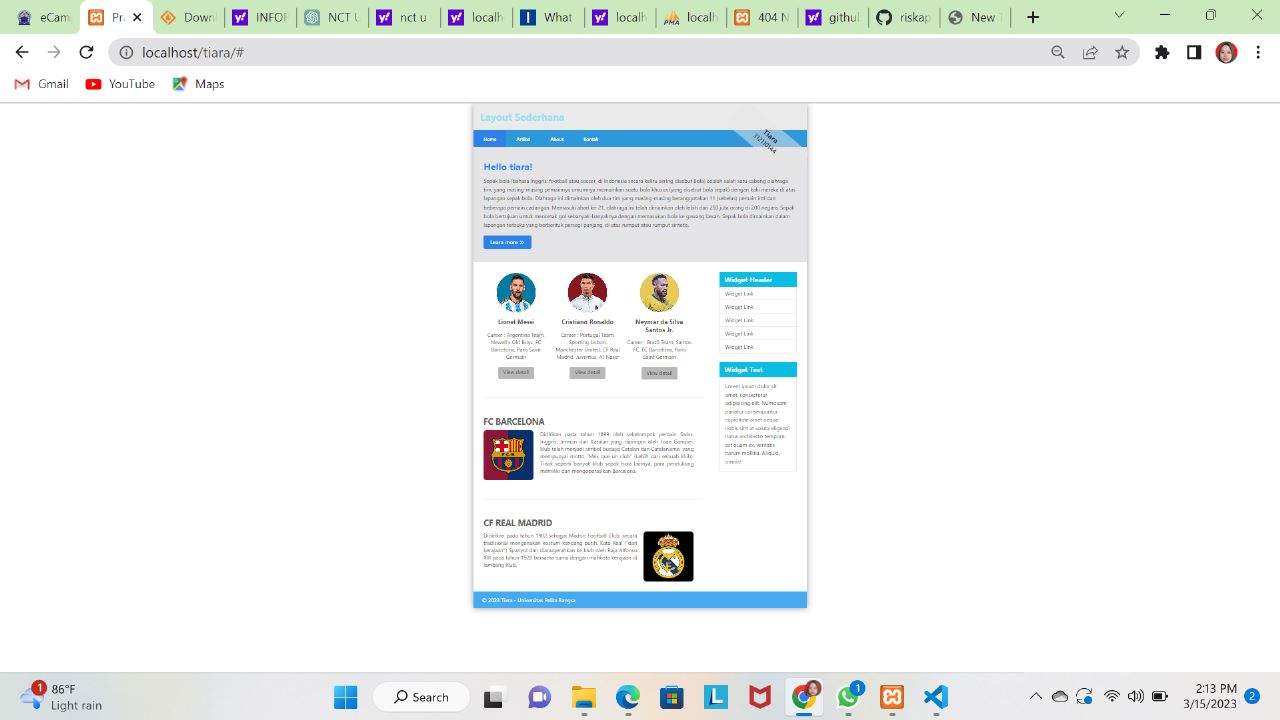 eCam
Pr
Down
INFOR
NCT
nct u
localh
What
localh
localh
404 N
githu
riskap
New T
localhost/tiara/#
Gmail
YouTube
Maps
Layout Sederhana
Home
Artikel
About
Kontak
Tiara
Hello tiara!
Sepak bola (bahasa Inggris: football atau soccer, di Indonesia secara keliru sering disebut Bola) adalah salah satu cabang olahraga
tim, yang masing-masing pemainnya umumnya memainkan suatu bola khusus (yang disebut bola sepak) dengan kaki mereka di atas
lapangan sepak bola. Olahraga ini dimainkan oleh dua tim yang masing-masing beranggotakan 11 (sebelas) pemain inti dan
beberapa pemain cadangan. Memasuki abad ke-21, olahraga ini telah dimainkan oleh lebih dari 250 juta orang di 200 negara. Sepak
bola bertujuan untuk mencetak gol sebanyak-banyaknya dengan memasukan bola ke gawang lawan. Sepak bola dimainkan dalam
lapangan terbuka yang berbentuk persegi panjang, di atas rumput atau rumput sintetis.
Learn more »
Lionel Messi
Career : Argentina Team,
Newell's Old Boys, FC
Barcelona, Paris Saint
Germain
View detail
Cristiano Ronaldo
Career : Portugal Team,
Sporting Lisbon,
Manchester United, CF Real
Madrid, Juventus, Al-Nassr
View detail
Neymar da Silva
Santos Jr.
Career : Brazil Team, Santos
FC, FC Barcelona, Paris
Saint Germain
View detail
Widget Header
Widget Link
Widget Link
Widget Link
Widget Link
Widget Link
Widget Text
Lorem ipsum dolor sit
amet, consectetur
adipisicing elit. Numquam
pariatur consequuntur
cupiditate amet neque
nobis sint at soluta eligendi
natus architecto tempore
est quam ex, veritatis
harum mollitia. Aliquid,
omnis!
FC BARCELONA
Didirikan pada tahun 1899 oleh sekelompok pemain Swiss,
Inggris, Jerman dan Katalan yang dipimpin oleh Joan Gamper,
klub telah menjadi simbol budaya Catalan dan Catalanisme, yang
mempunyai motto "Més que un club" (Lebih dari sebuah klub).
Tidak seperti banyak klub sepak bola lainnya, para pendukung
memiliki dan mengoperasikan Barcelona.
CF REAL MADRID
Didirikan pada tahun 1902 sebagai Madrid Football Club, secara
tradisional mengenakan kostum kandang putih. Kata Real ("dari
kerajaan") Spanyol dan dianugerahkan ke klub oleh Raja Alfonso
XIII pada tahun 1920 bersama-sama dengan mahkota kerajaan di
lambang klub.
© 2023 Tiara - Universitas Pelita Bangsa
1
86°F
Light rain
Search
1
2:13 PM
3/15/2023
2